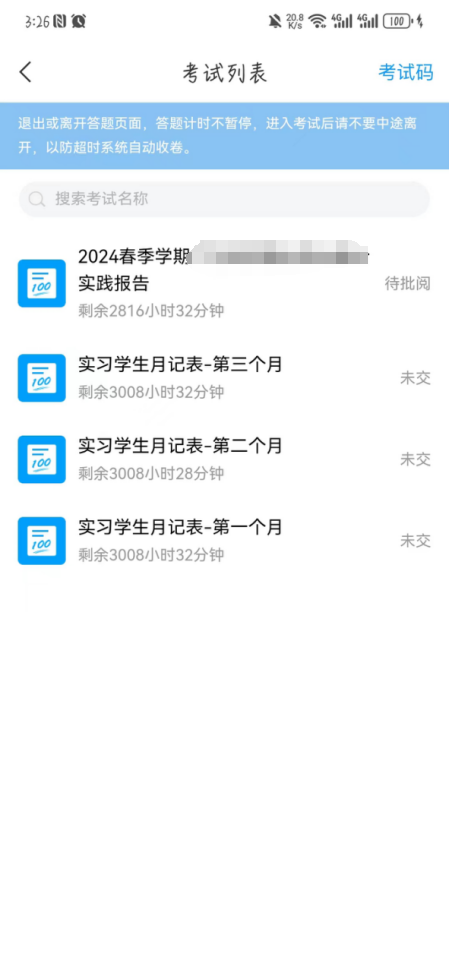 3:26
20.8
K/s
4G
4G
100
考试列表
考试码
退出或离开答题页面，答题计时不暂停，进入考试后请不要中途离
开，以防超时系统自动收卷。
搜索考试名称
2024春季学期
实践报告
待批阅
剩余2816小时32分钟
100
实习学生月记表-第三个月
未交
剩余3008小时32分钟
100
实习学生月记表-第二个月
未交
剩余3008小时28分钟
100
实习学生月记表-第一个月
未交
剩余3008小时32分钟
100